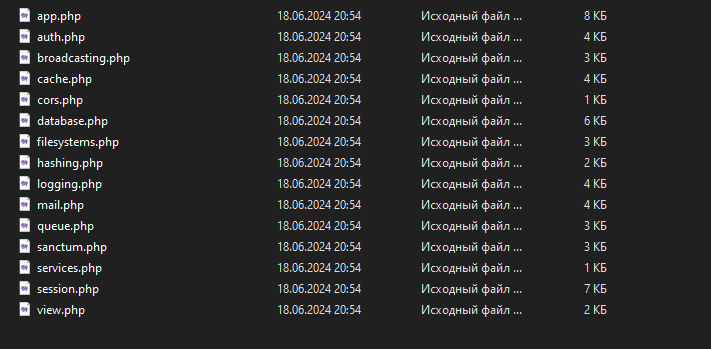 app.php 18.06.2024 20:54 Исходный файл ... 8 КБ
auth.php 18.06.2024 20:54 Исходный файл ... 4 КБ
broadcasting.php 18.06.2024 20:54 Исходный файл ... 3 КБ
cache.php 18.06.2024 20:54 Исходный файл ... 4 КБ
cors.php 18.06.2024 20:54 Исходный файл ... 1 КБ
database.php 18.06.2024 20:54 Исходный файл ... 6 КБ
filesystems.php 18.06.2024 20:54 Исходный файл ... 3 КБ
hashing.php 18.06.2024 20:54 Исходный файл ... 2 КБ
logging.php 18.06.2024 20:54 Исходный файл ... 4 КБ
mail.php 18.06.2024 20:54 Исходный файл ... 4 КБ
queue.php 18.06.2024 20:54 Исходный файл ... 3 КБ
sanctum.php 18.06.2024 20:54 Исходный файл ... 3 КБ
services.php 18.06.2024 20:54 Исходный файл ... 1 КБ
session.php 18.06.2024 20:54 Исходный файл ... 7 КБ
view.php 18.06.2024 20:54 Исходный файл ... 2 КБ